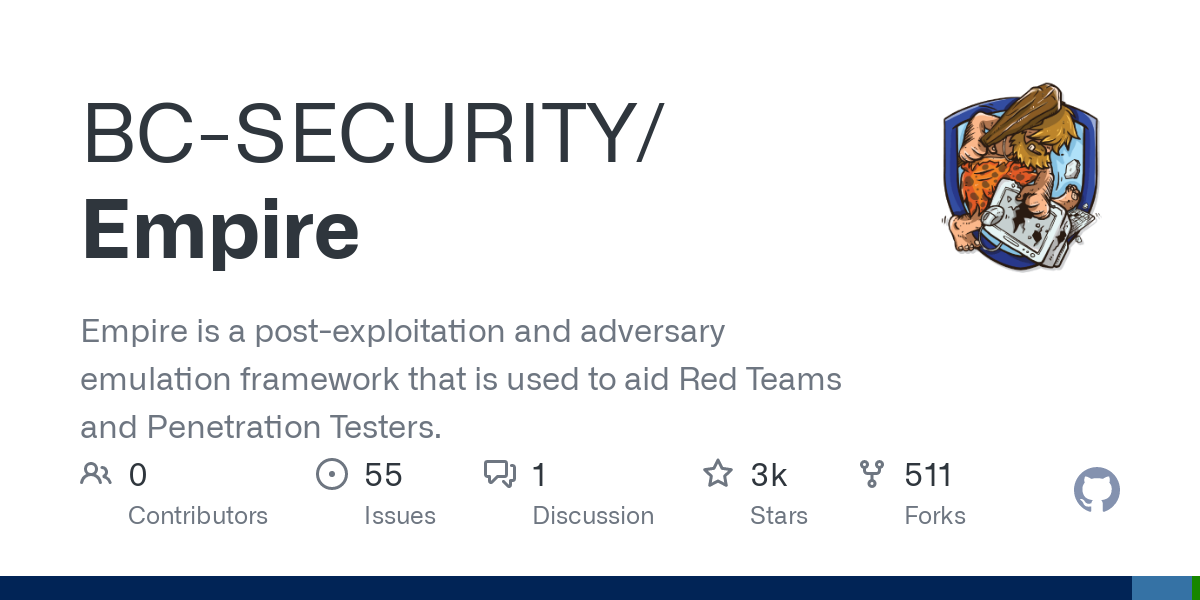 BC-SECURITY/
Empire
Empire is a post-exploitation and adversary
emulation framework that is used to aid Red Teams
and Penetration Testers.
0 55 1 3k 511
Contributors Issues Discussion Stars Forks